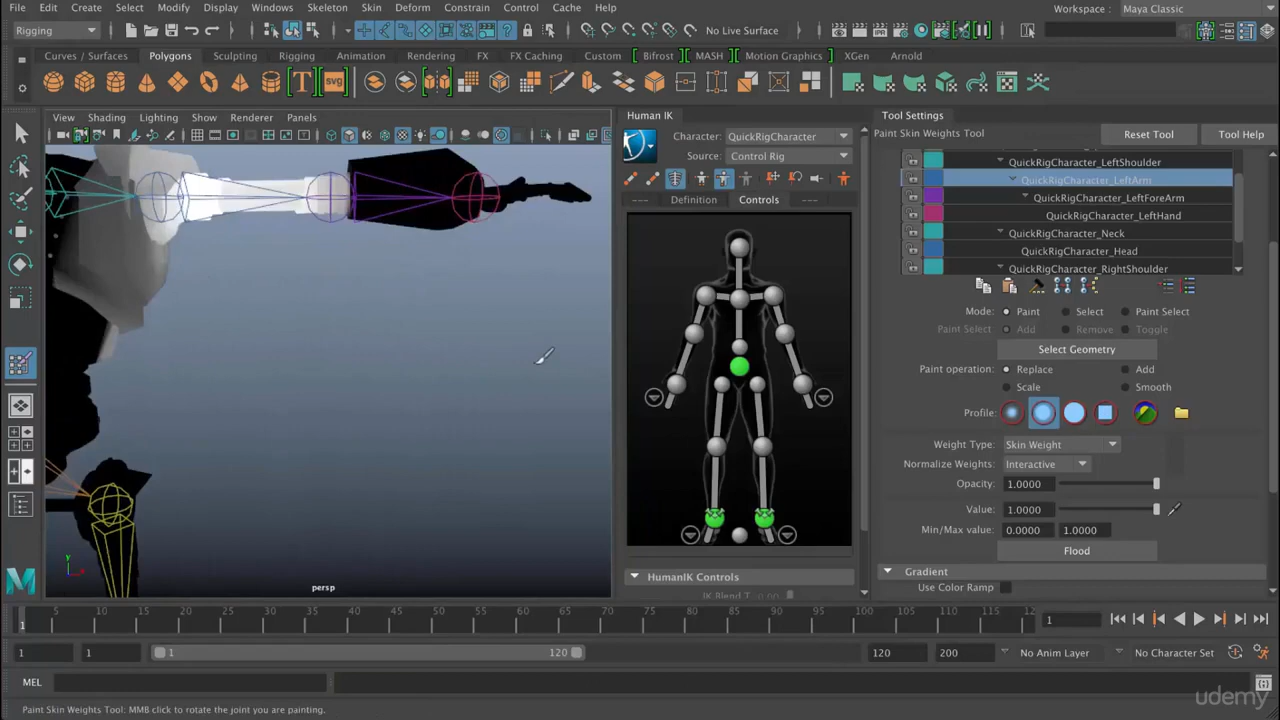 File Edit Create Select Modify Display Windows Skeleton Skin Deform Constrain Control Cache Help Workspace : Maya Classic
Rigging No Live Surface
Curves / Surfaces Polygons Sculpting Rigging Animation Rendering FX FX Caching Custom Bifrost MASH Motion Graphics XGen Arnold
T svg
View Shading Lighting Show Renderer Panels
persp
Human IK
Character: QuickRigCharacter
Source: Control Rig
--- Definition Controls ---
HumanIK Controls
IK Blend T 0.00
Tool Settings
Paint Skin Weights Tool Reset Tool Tool Help
QuickRigCharacter_LeftShoulder
QuickRigCharacter_LeftArm
QuickRigCharacter_LeftForeArm
QuickRigCharacter_LeftHand
QuickRigCharacter_Neck
QuickRigCharacter_Head
QuickRigCharacter_RightShoulder
Mode: Paint Select Paint Select
Paint Select: Add Remove Toggle
Select Geometry
Paint operation: Replace Add
Scale Smooth
Profile:
Weight Type: Skin Weight
Normalize Weights: Interactive
Opacity: 1.0000
Value: 1.0000
Min/Max value: 0.0000 1.0000
Flood
Gradient
Use Color Ramp
5 10 15 20 25 30 35 40 45 50 55 60 65 70 75 80 85 90 95 100 105 110 115 12
1 1
1 1 1 120 120 200 No Anim Layer No Character Set
MEL
Paint Skin Weights Tool: MMB click to rotate the joint you are painting.
udemy